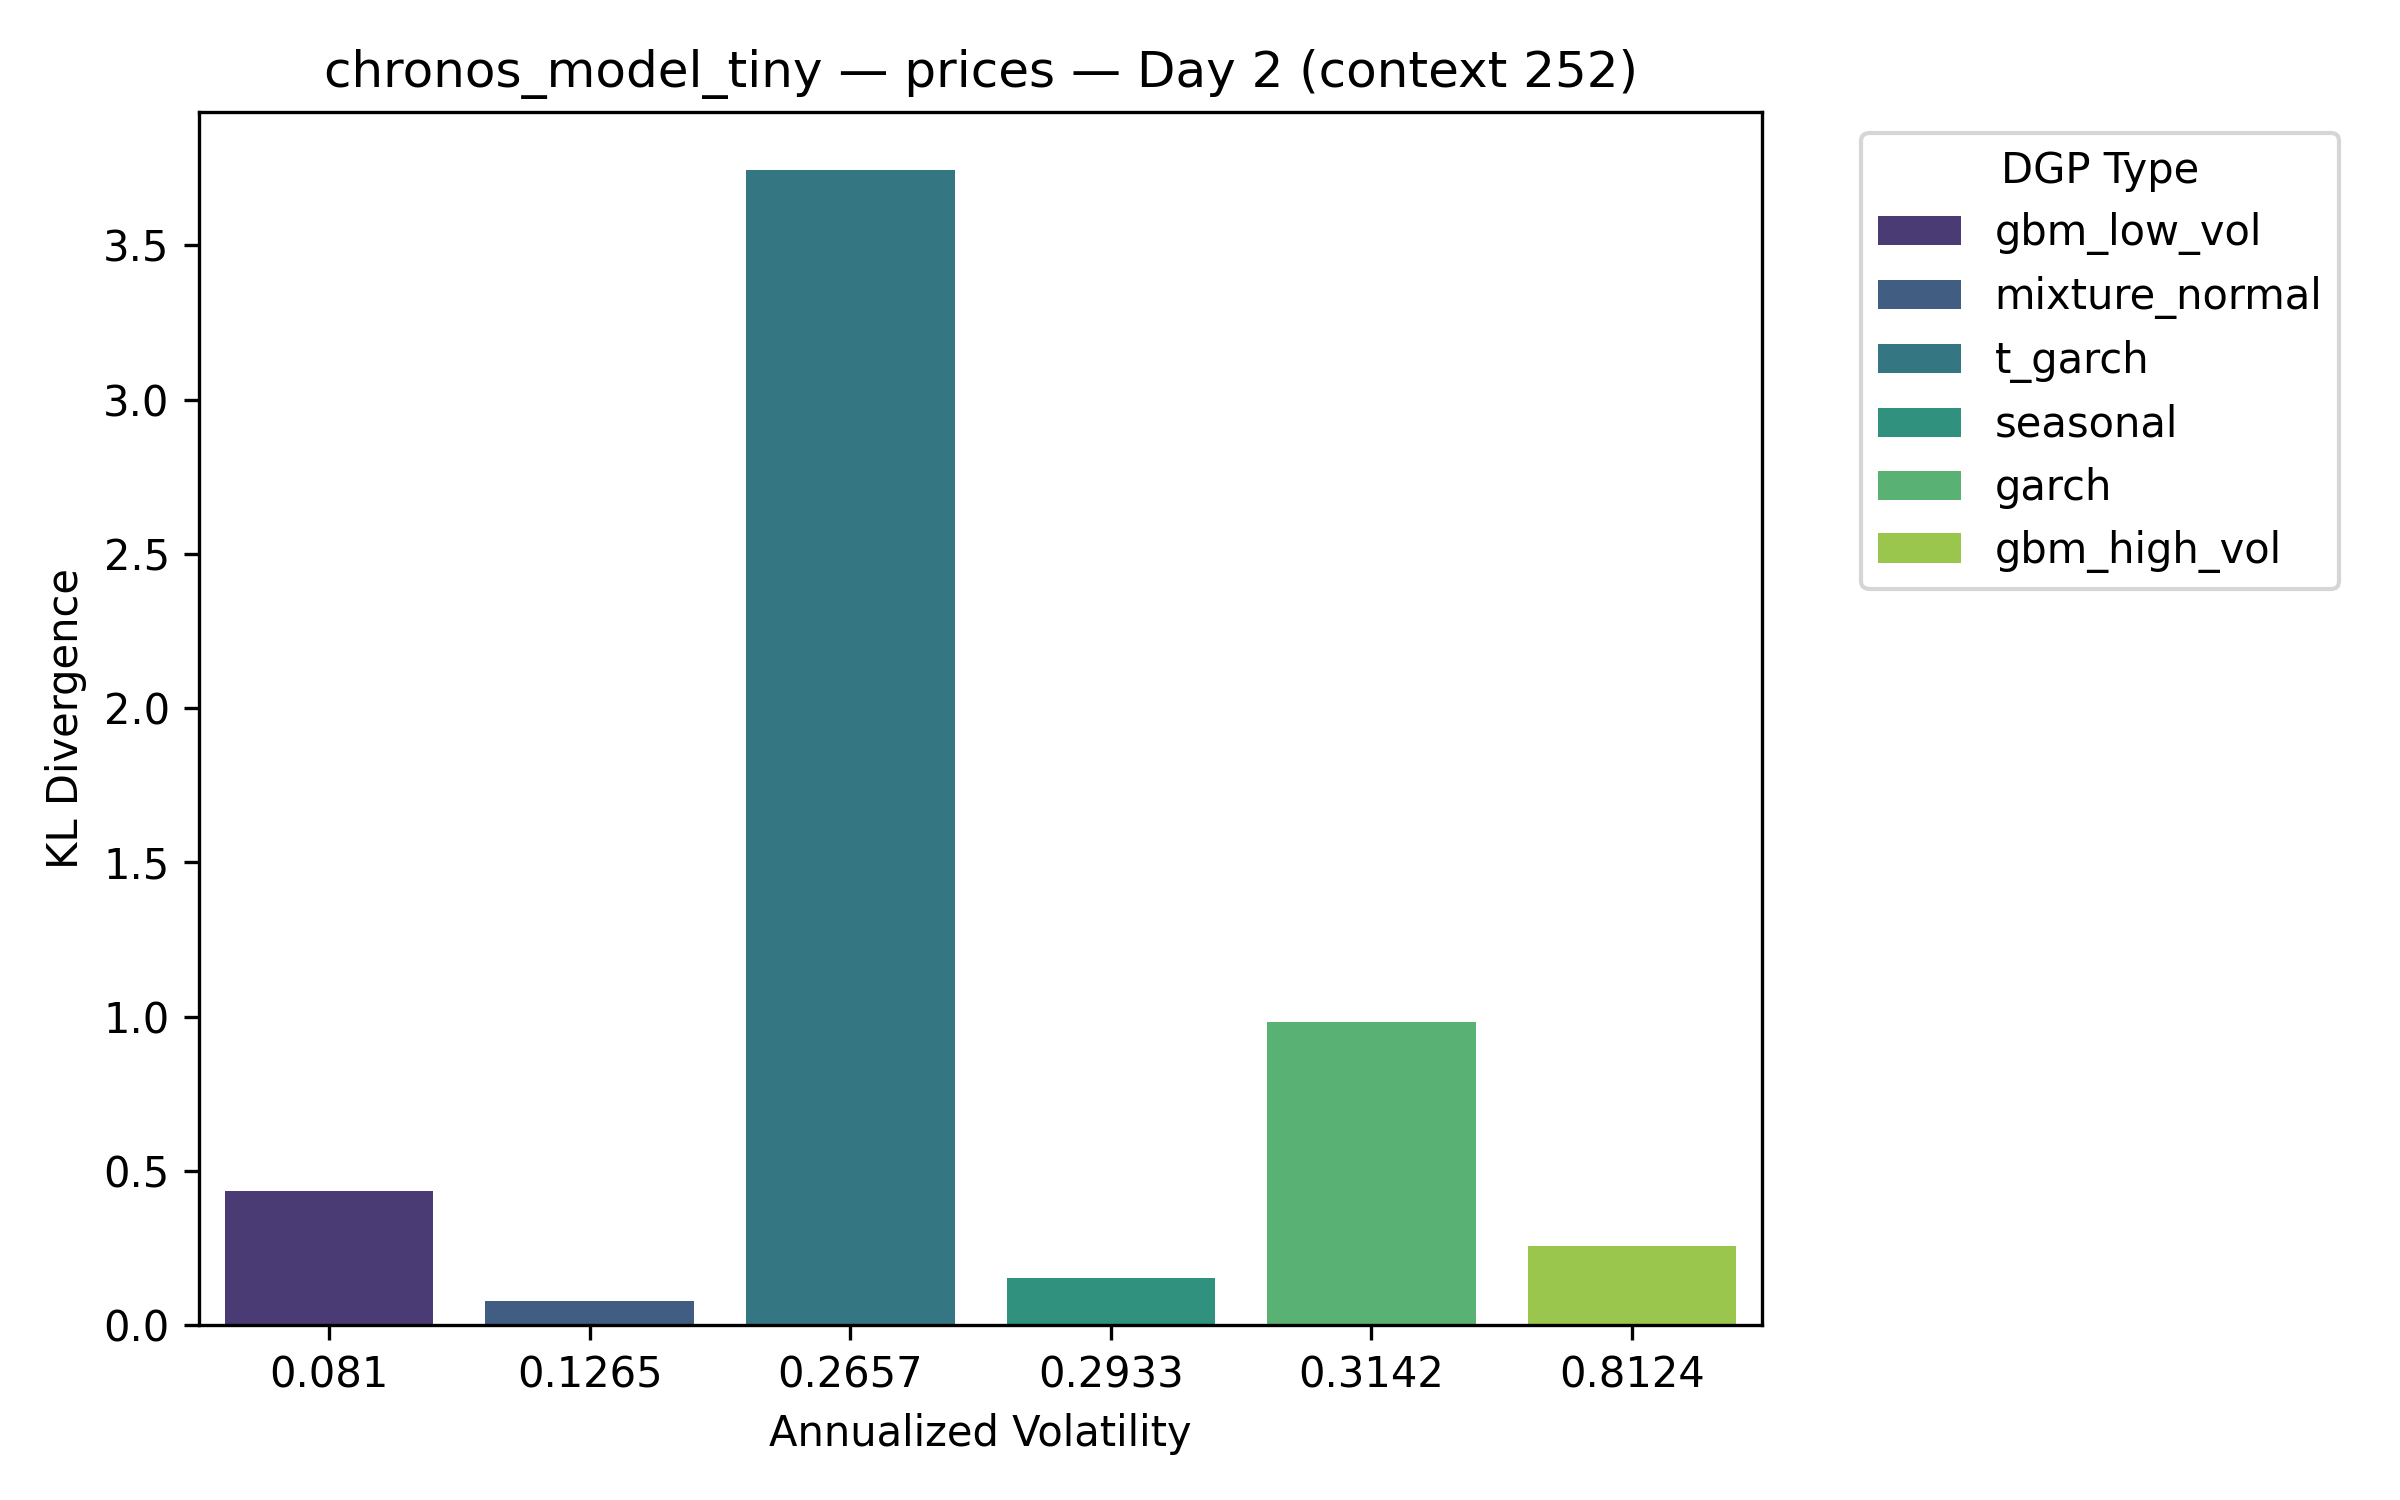 chronos_model_tiny — prices — Day 2 (context 252)
KL Divergence
3.5
3.0
2.5
2.0
1.5
1.0
0.5
0.0
0.081 0.1265 0.2657 0.2933 0.3142 0.8124
Annualized Volatility
DGP Type
gbm_low_vol
mixture_normal
t_garch
seasonal
garch
gbm_high_vol